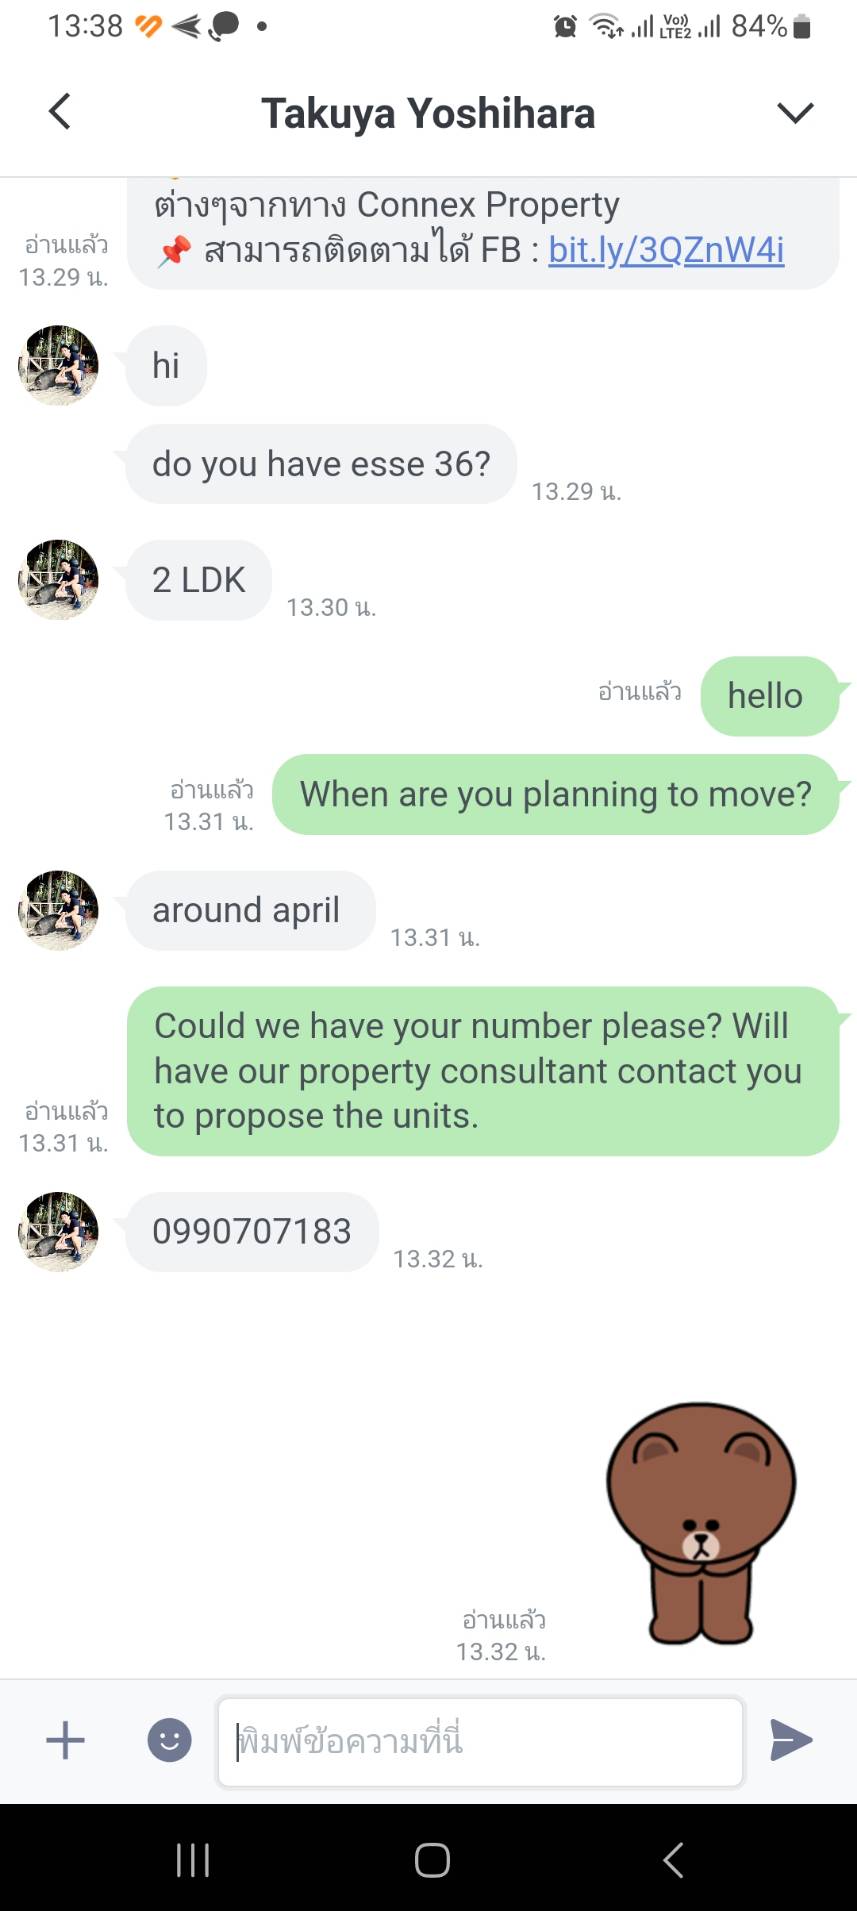 13:38
Vo)) LTE2
84%
Takuya Yoshihara
ต่างๆจากทาง Connex Property
📌 สามารถติดตามได้ FB : bit.ly/3QZnW4i
อ่านแล้ว
13.29 น.
hi
do you have esse 36?
13.29 น.
2 LDK
13.30 น.
อ่านแล้ว
hello
อ่านแล้ว
13.31 น.
When are you planning to move?
around april
13.31 น.
Could we have your number please? Will
have our property consultant contact you
to propose the units.
อ่านแล้ว
13.31 น.
0990707183
13.32 น.
อ่านแล้ว
13.32 น.
พิมพ์ข้อความที่นี่